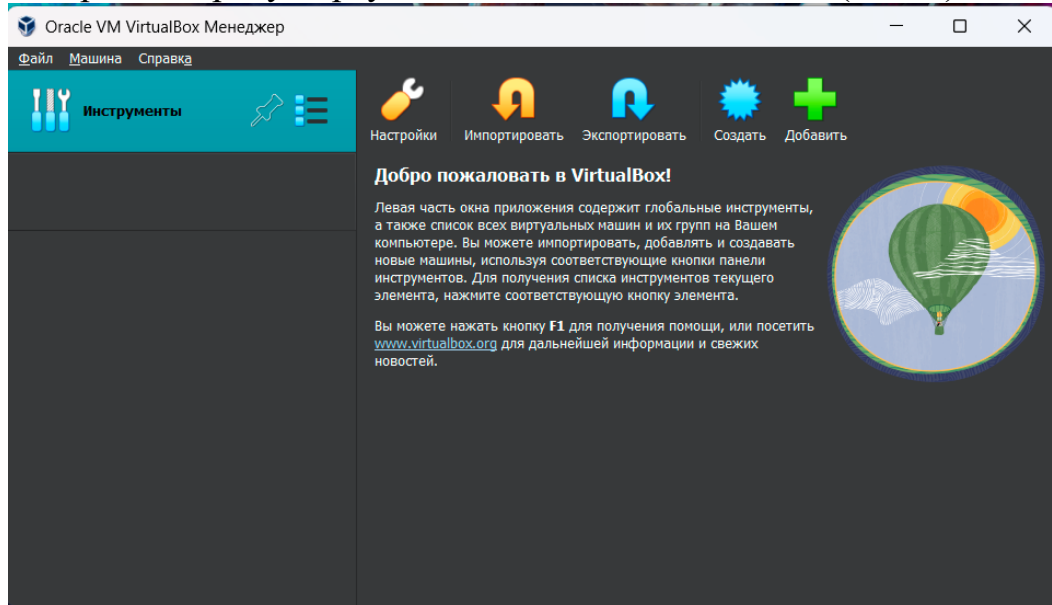 Oracle VM VirtualBox Менеджер
Файл Машина Справка
Инструменты
Настройки Импортировать Экспортировать Создать Добавить
Добро пожаловать в VirtualBox!
Левая часть окна приложения содержит глобальные инструменты,
а также список всех виртуальных машин и их групп на Вашем
компьютере. Вы можете импортировать, добавлять и создавать
новые машины, используя соответствующие кнопки панели
инструментов. Для получения списка инструментов текущего
элемента, нажмите соответствующую кнопку элемента.
Вы можете нажать кнопку F1 для получения помощи, или посетить
www.virtualbox.org для дальнейшей информации и свежих
новостей.